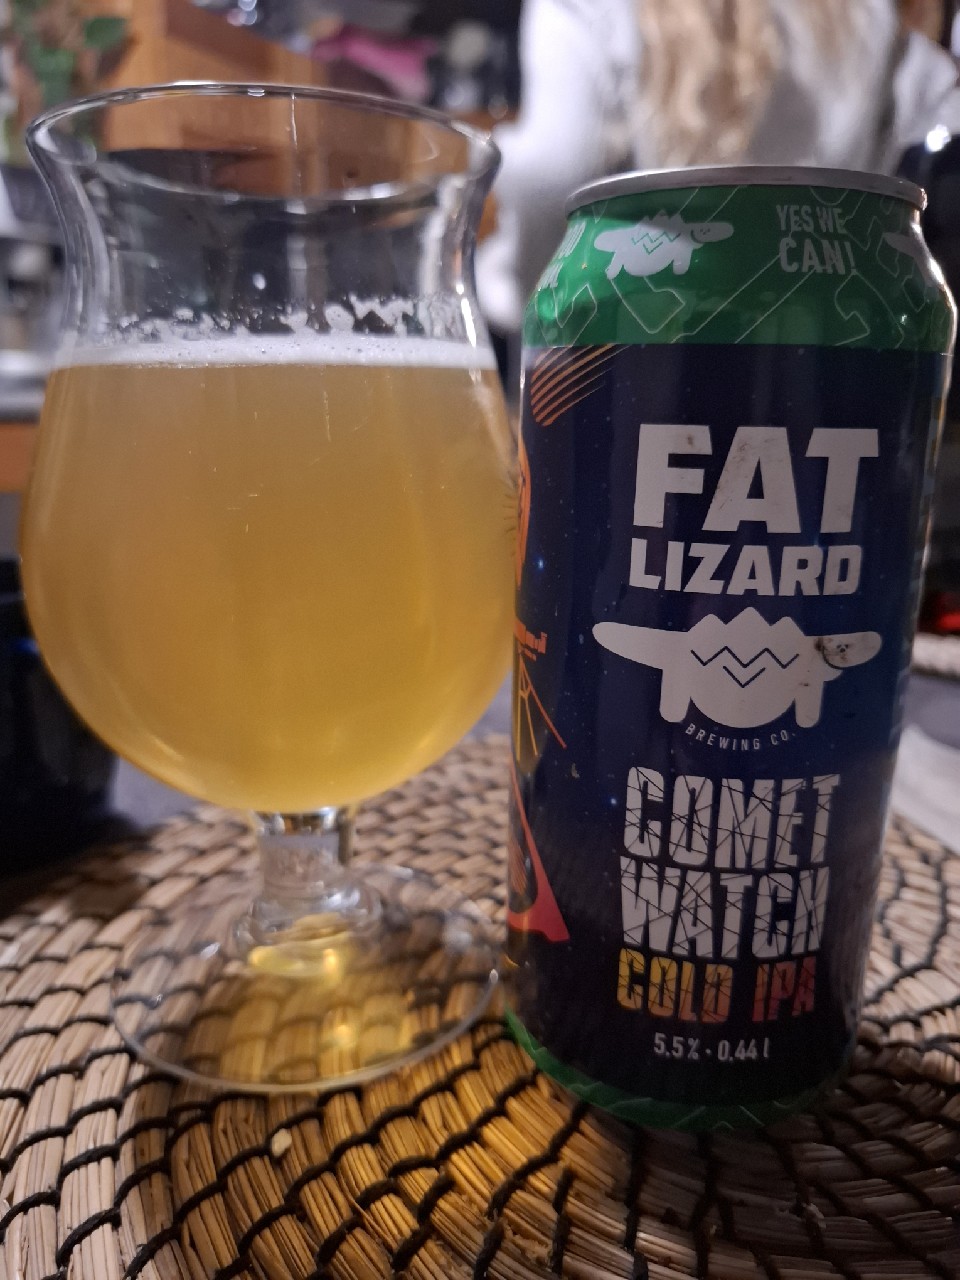 YES WE
CAN!
FAT
LIZARD
BREWING CO.
COMET
WATCH
COLD IPA
5.5% · 0,44 l